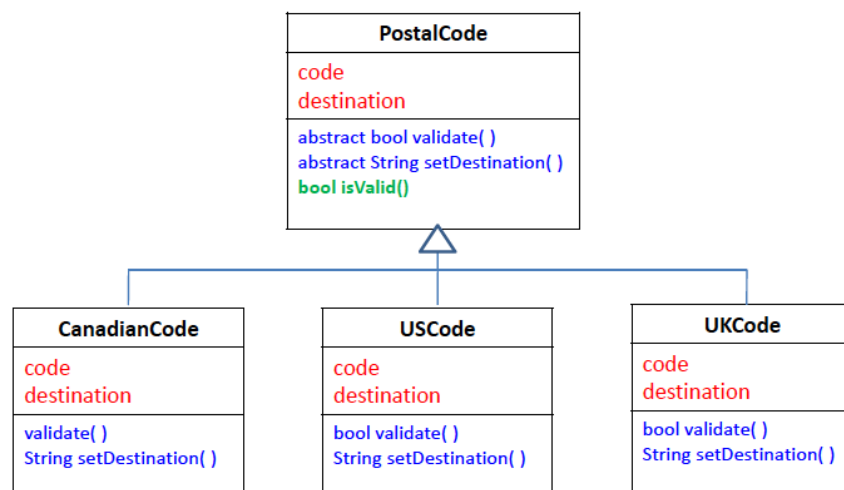 PostalCode
code
destination
abstract bool validate( )
abstract String setDestination( )
bool isValid()
CanadianCode
code
destination
validate( )
String setDestination( )
USCode
code
destination
bool validate( )
String setDestination( )
UKCode
code
destination
bool validate( )
String setDestination( )